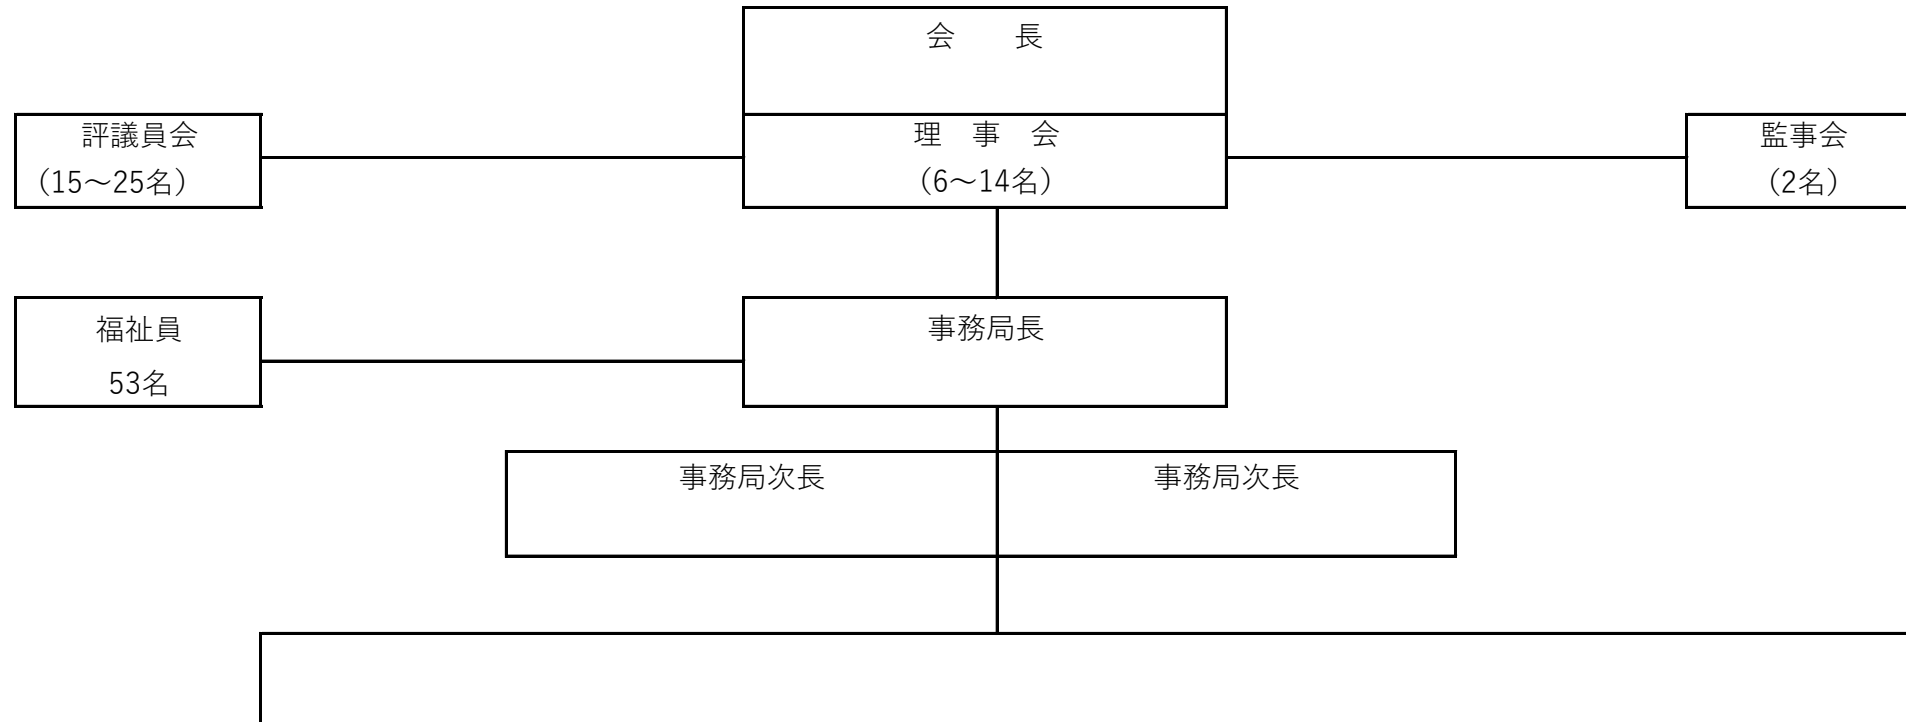 会　　長
評議員会
（15～25名）
理　事　会
（6～14名）
監事会
（2名）
福祉員
53名
事務局長
事務局次長
事務局次長